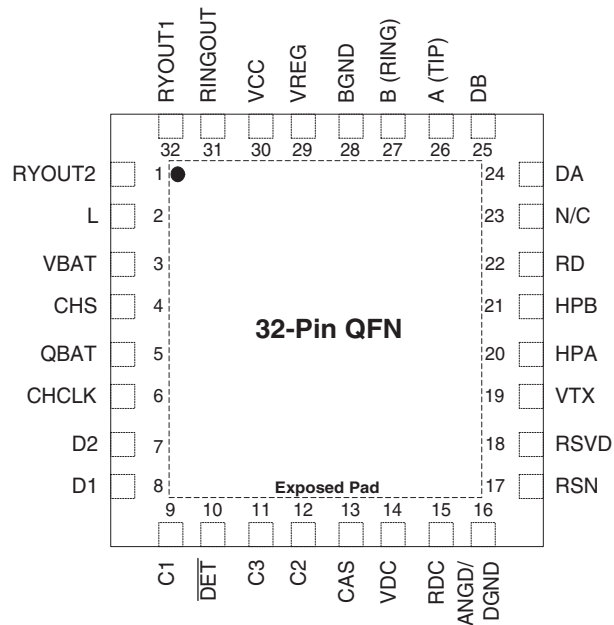 RYOUT1
RINGOUT
VCC
VREG
BGND
B (RING)
A (TIP)
DB
32
31
30
29
28
27
26
25
RYOUT2
1
24
DA
L
2
23
N/C
VBAT
3
22
RD
CHS
4
21
HPB
32-Pin QFN
QBAT
5
20
HPA
CHCLK
6
19
VTX
D2
7
18
RSVD
D1
8
17
RSN
Exposed Pad
9
10
11
12
13
14
15
16
C1
DET
C3
C2
CAS
VDC
RDC
ANGD/
DGND